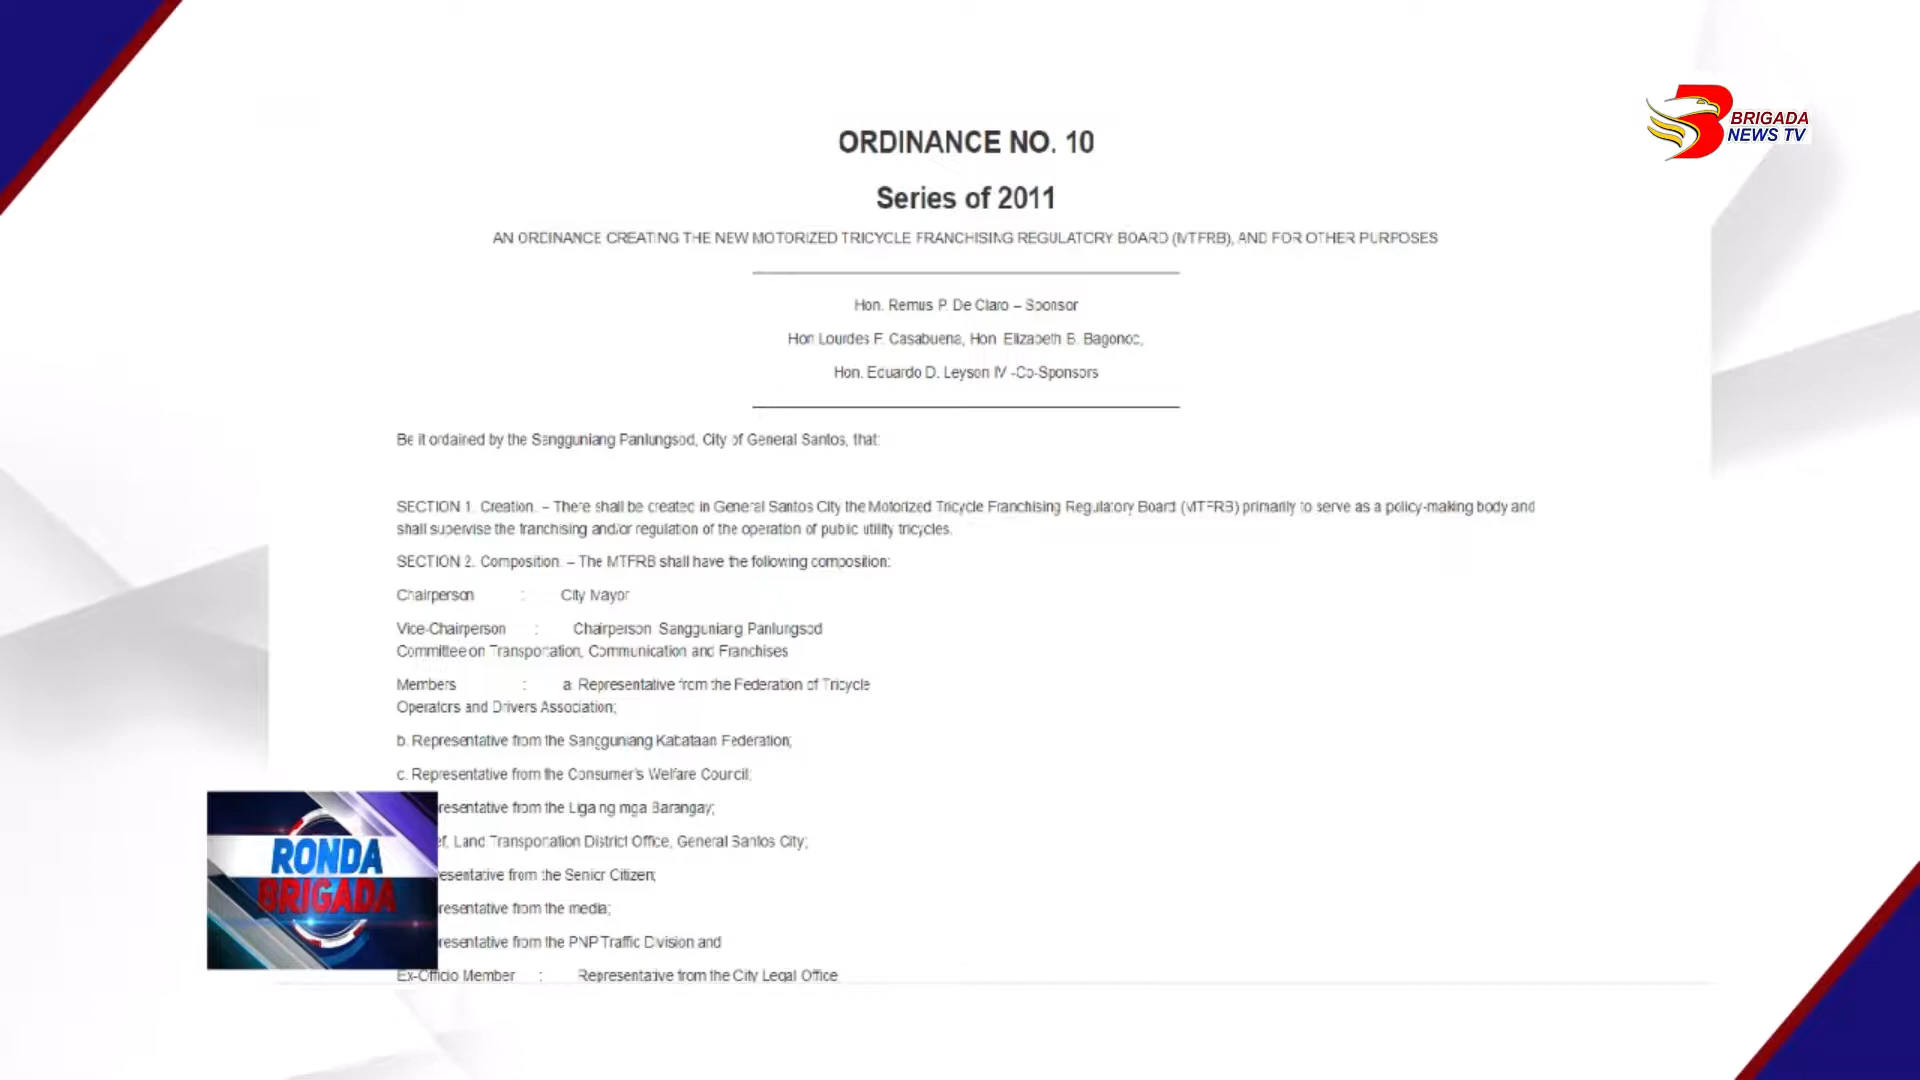 BRIGADA
NEWS TV
ORDINANCE NO. 10
Series of 2011
AN ORDINANCE CREATING THE NEW MOTORIZED TRICYCLE FRANCHISING REGULATORY BOARD (MTFRB), AND FOR OTHER PURPOSES
Hon. Remus P. De Claro – Sponsor
Hon Lourdes F. Casabuena, Hon. Elizabeth B. Bagonoc,
Hon. Eduardo D. Leyson IV -Co-Sponsors
Be it ordained by the Sangguniang Panlungsod, City of General Santos, that:
SECTION 1. Creation. – There shall be created in General Santos City the Motorized Tricycle Franchising Regulatory Board (MTFRB) primarily to serve as a policy-making body and
shall supervise the franchising and/or regulation of the operation of public utility tricycles.
SECTION 2. Composition. – The MTFRB shall have the following composition:
Chairperson : City Mayor
Vice-Chairperson : Chairperson, Sangguniang Panlungsod
Committee on Transportation, Communication and Franchises
Members : a. Representative from the Federation of Tricycle
Operators and Drivers Association;
b. Representative from the Sangguniang Kabataan Federation;
c. Representative from the Consumer's Welfare Council;
resentative from the Liga ng mga Barangay;
ef, Land Transportation District Office, General Santos City;
esentative from the Senior Citizen;
resentative from the media;
resentative from the PNP Traffic Division and
Ex-Officio Member : Representative from the City Legal Office
RONDA
BRIGADA